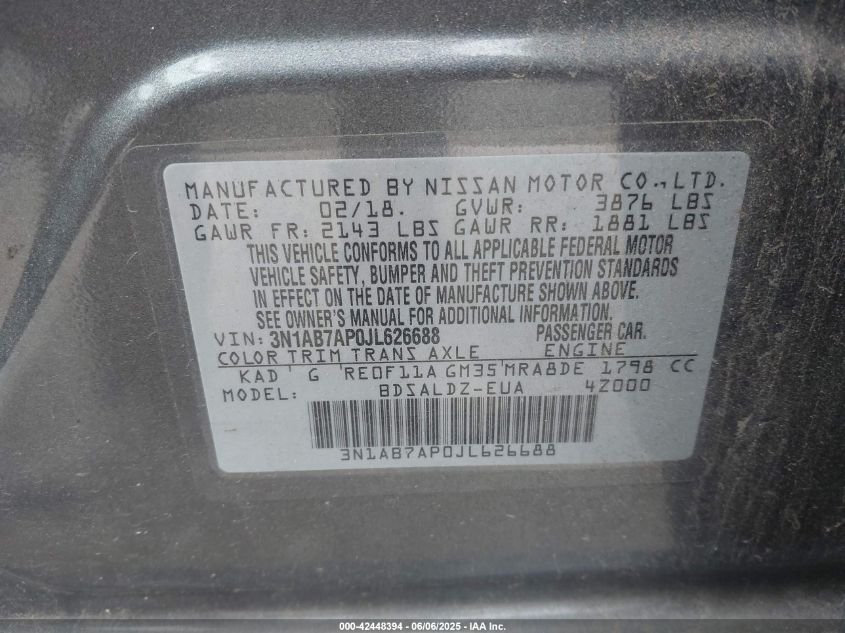 MANUFACTURED BY NISSAN MOTOR CO., LTD.
DATE: 02/18. GVWR: 3876 LBS
GAWR FR: 2143 LBS GAWR RR: 1881 LBS
THIS VEHICLE CONFORMS TO ALL APPLICABLE FEDERAL MOTOR
VEHICLE SAFETY, BUMPER AND THEFT PREVENTION STANDARDS
IN EFFECT ON THE DATE OF MANUFACTURE SHOWN ABOVE.
SEE OWNER'S MANUAL FOR ADDITIONAL INFORMATION.
VIN: 3N1AB7AP0JL626688 PASSENGER CAR.
COLOR TRIM TRANS AXLE ENGINE
KAD G RE0F11A GM35 MRA8DE 1798 CC
MODEL: BDSALDZ-EUA 4Z000
3N1AB7AP0JL626688
000-42448394 / 06/06/2025 - IAA Inc.